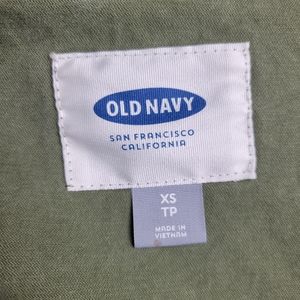 OLD NAVY
SAN FRANCISCO
CALIFORNIA
XS
TP
MADE IN
VIETNAM